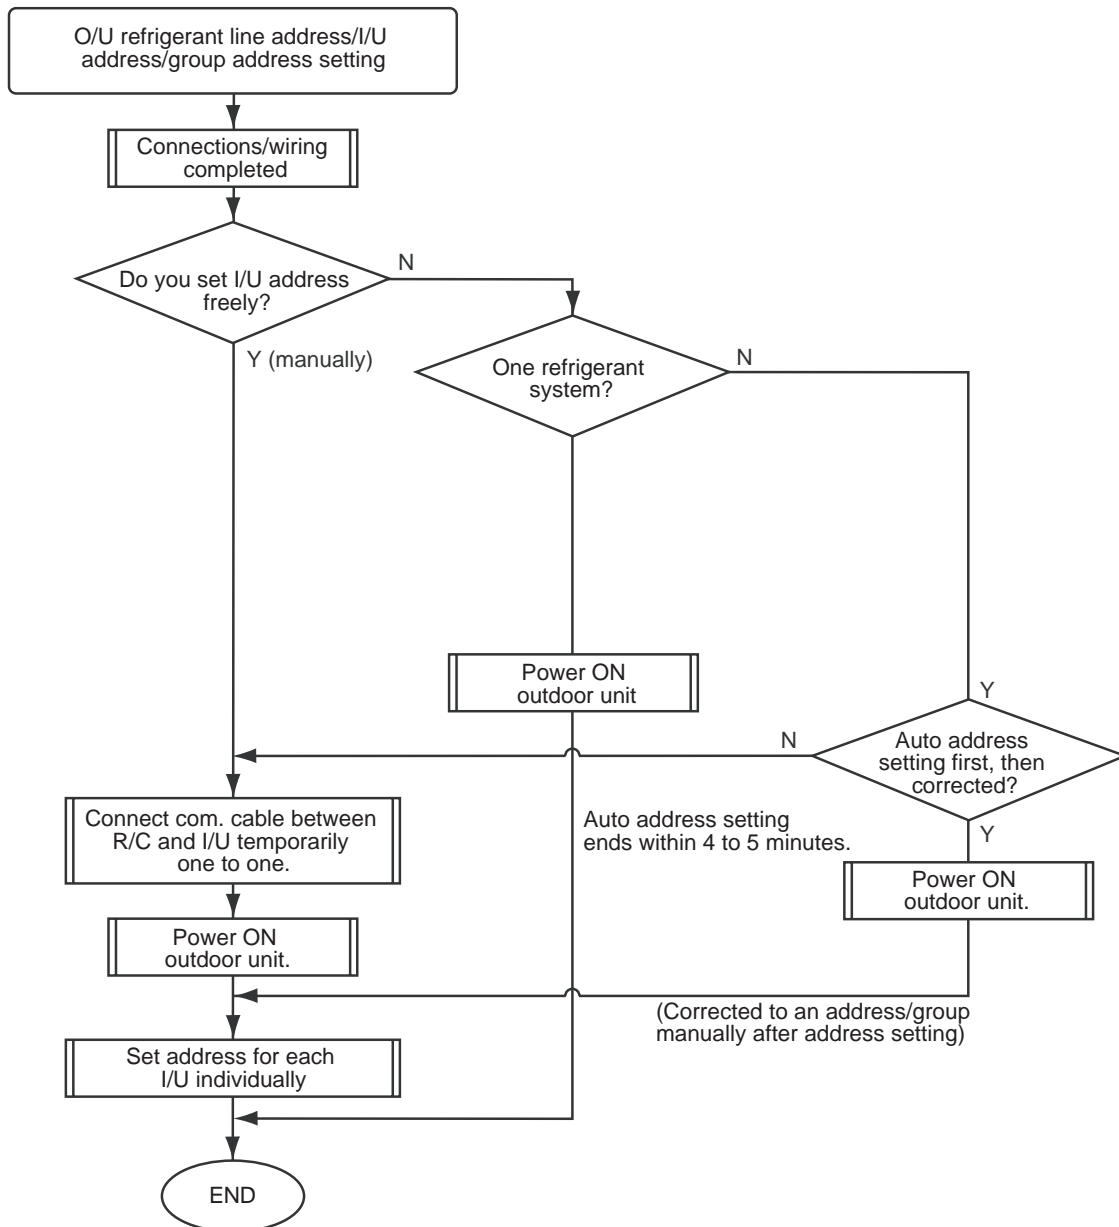 O/U refrigerant line address/I/U
address/group address setting
Connections/wiring
completed
Do you set I/U address
freely?
N
Y (manually)
One refrigerant
system?
N
Power ON
outdoor unit
Y
Auto address
setting first, then
corrected?
N
Y
Connect com. cable between
R/C and I/U temporarily
one to one.
Auto address setting
ends within 4 to 5 minutes.
Power ON
outdoor unit.
Power ON
outdoor unit.
(Corrected to an address/group
manually after address setting)
Set address for each
I/U individually
END